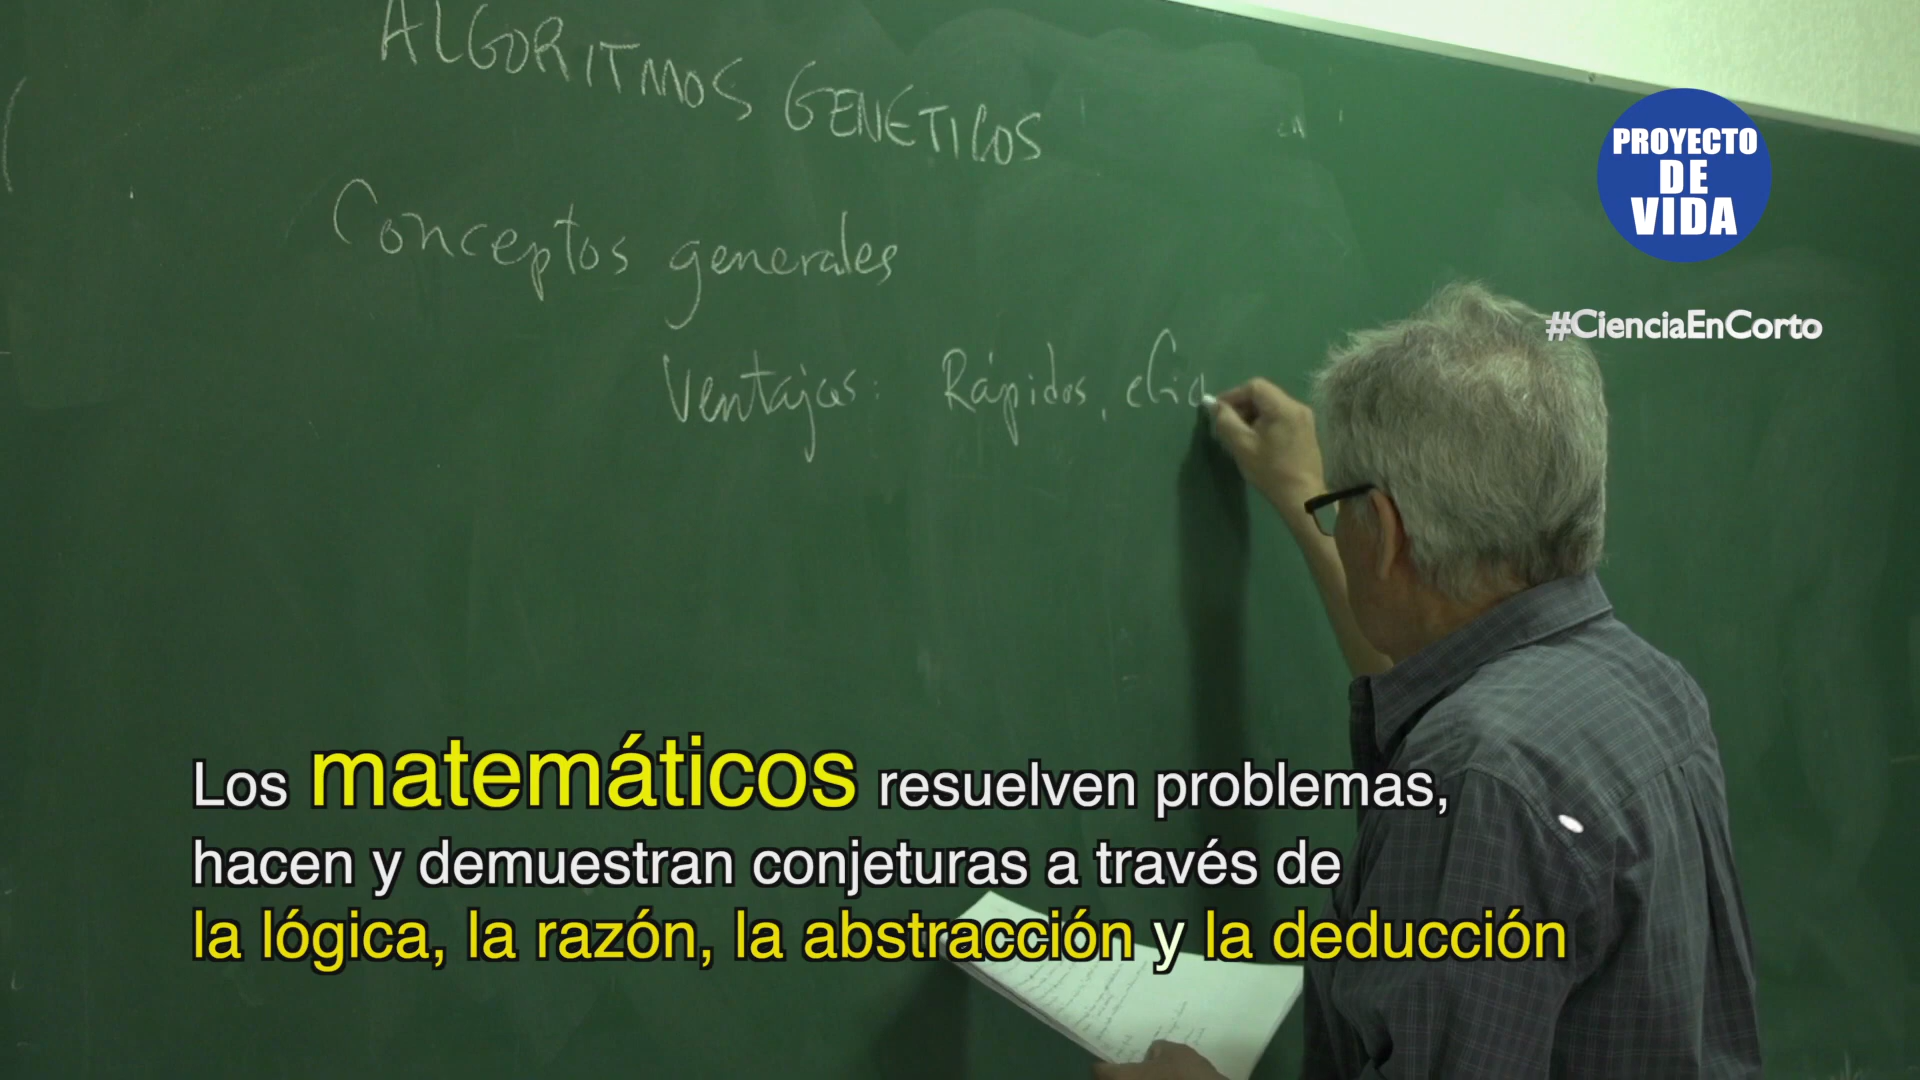 ALGORITMOS GENETICOS
Conceptos generales
Ventajas: Rápidos,
PROYECTO
DE
VIDA
#CienciaEnCorto
Los matemáticos resuelven problemas,
hacen y demuestran conjeturas a través de
la lógica, la razón, la abstracción y la deducción